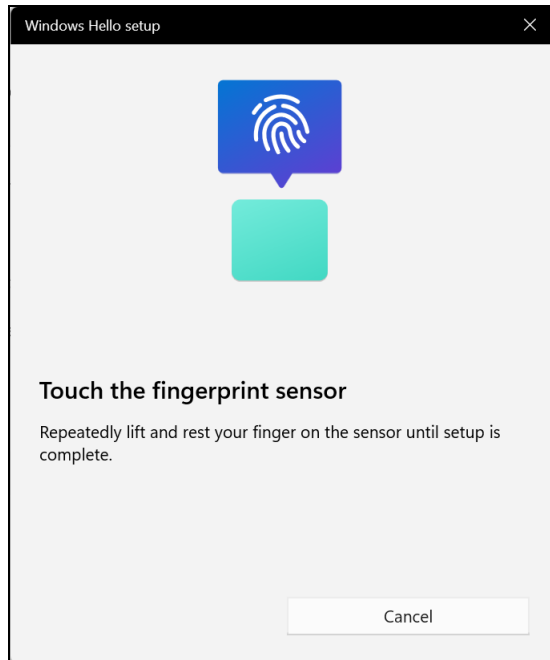 Windows Hello setup
Touch the fingerprint sensor
Repeatedly lift and rest your finger on the sensor until setup is
complete.
Cancel